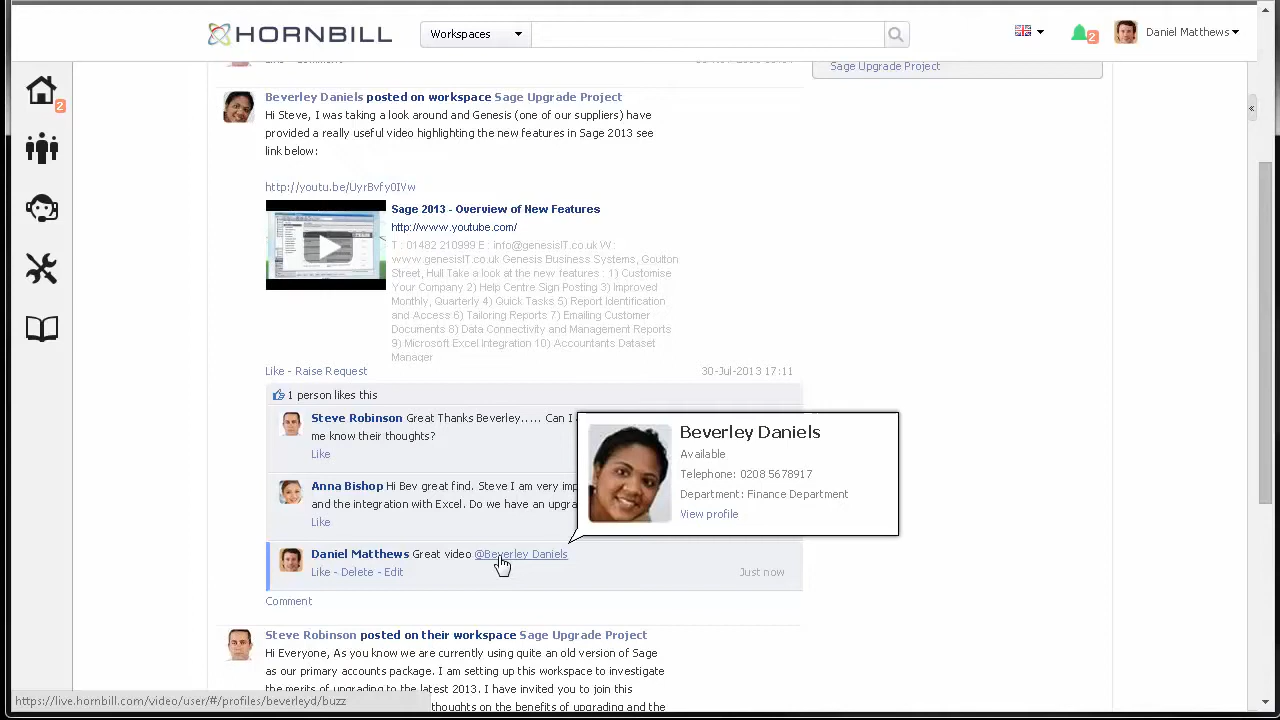 HORNBILL
Workspaces
2
Daniel Matthews
2
Sage Upgrade Project
Beverley Daniels posted on workspace Sage Upgrade Project
Hi Steve, I was taking a look around and Genesis (one of our suppliers) have
provided a really useful video highlighting the new features in Sage 2013 see
link below:
http://youtu.be/UyrBvfy0IVw
Sage 2013 - Overview of New Features
http://www.youtube.com/
T : 01482 219999 E : info@genesisIT.co.uk W :
www.genesisIT.co.uk Genesis Business Systems, Goulton
Street, Hull Take a look at the new features : 1) Customise
Your Company 2) Help Centre Sign Posting 3) Improved
Monthly, Quarterly 4) Quick Tasks 5) Report Identification
and Access 6) Tailoring Reports 7) Emailing Customer
Documents 8) Data Connectivity and Management Reports
9) Microsoft Excel Integration 10) Accountants Dataset
Manager
Like - Raise Request
30-Jul-2013 17:11
1 person likes this
Steve Robinson Great Thanks Beverley..... Can I
me know their thoughts?
Like
Anna Bishop Hi Bev great find. Steve I am very imp
and the integration with Excel. Do we have an upgra
Like
Beverley Daniels
Available
Telephone: 0208 5678917
Department: Finance Department
View profile
Daniel Matthews Great video @Beverley Daniels
Like - Delete - Edit
Just now
Comment
Steve Robinson posted on their workspace Sage Upgrade Project
Hi Everyone, As you know we are currently using quite an old version of Sage
as our primary accounts package. I am setting up this workspace to investigate
the merits of upgrading to the latest 2013. I have invited you to join this
thoughts on the benefits of upgrading and the
https://live.hornbill.com/video/user/#/profiles/beverleyd/buzz